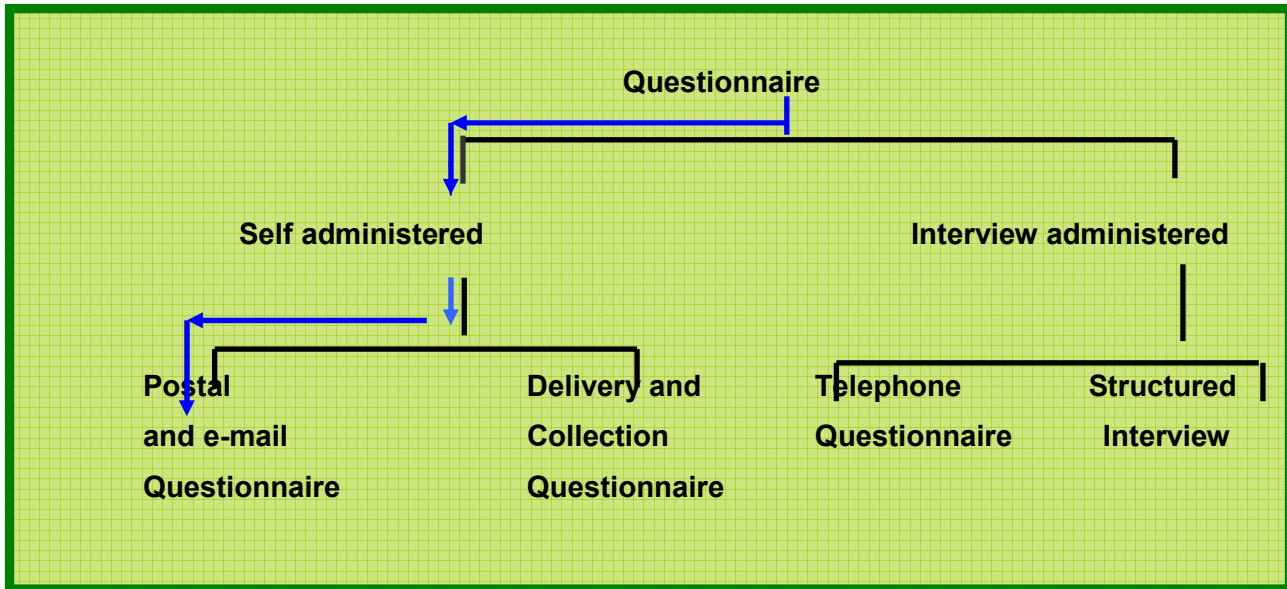 Questionnaire
Self administered
Interview administered
Postal
and e-mail
Questionnaire
Delivery and
Collection
Questionnaire
Telephone
Questionnaire
Structured
Interview